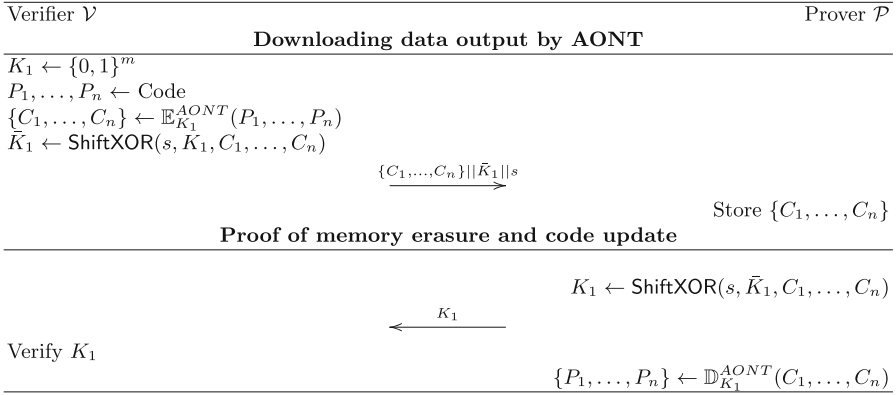 Verifier 𝒱 Prover 𝒫
Downloading data output by AONT
K₁ ← {0, 1}ᵐ
P₁, . . . , Pₙ ← Code
{C₁, . . . , Cₙ} ← 𝔼_{K₁}^{AONT}(P₁, . . . , Pₙ)
K̄₁ ← ShiftXOR(s, K₁, C₁, . . . , Cₙ)
{C₁,...,Cₙ}||K̄₁||s
Store {C₁, . . . , Cₙ}
Proof of memory erasure and code update
K₁ ← ShiftXOR(s, K̄₁, C₁, . . . , Cₙ)
K₁
Verify K₁
{P₁, . . . , Pₙ} ← 𝔻_{K₁}^{AONT}(C₁, . . . , Cₙ)